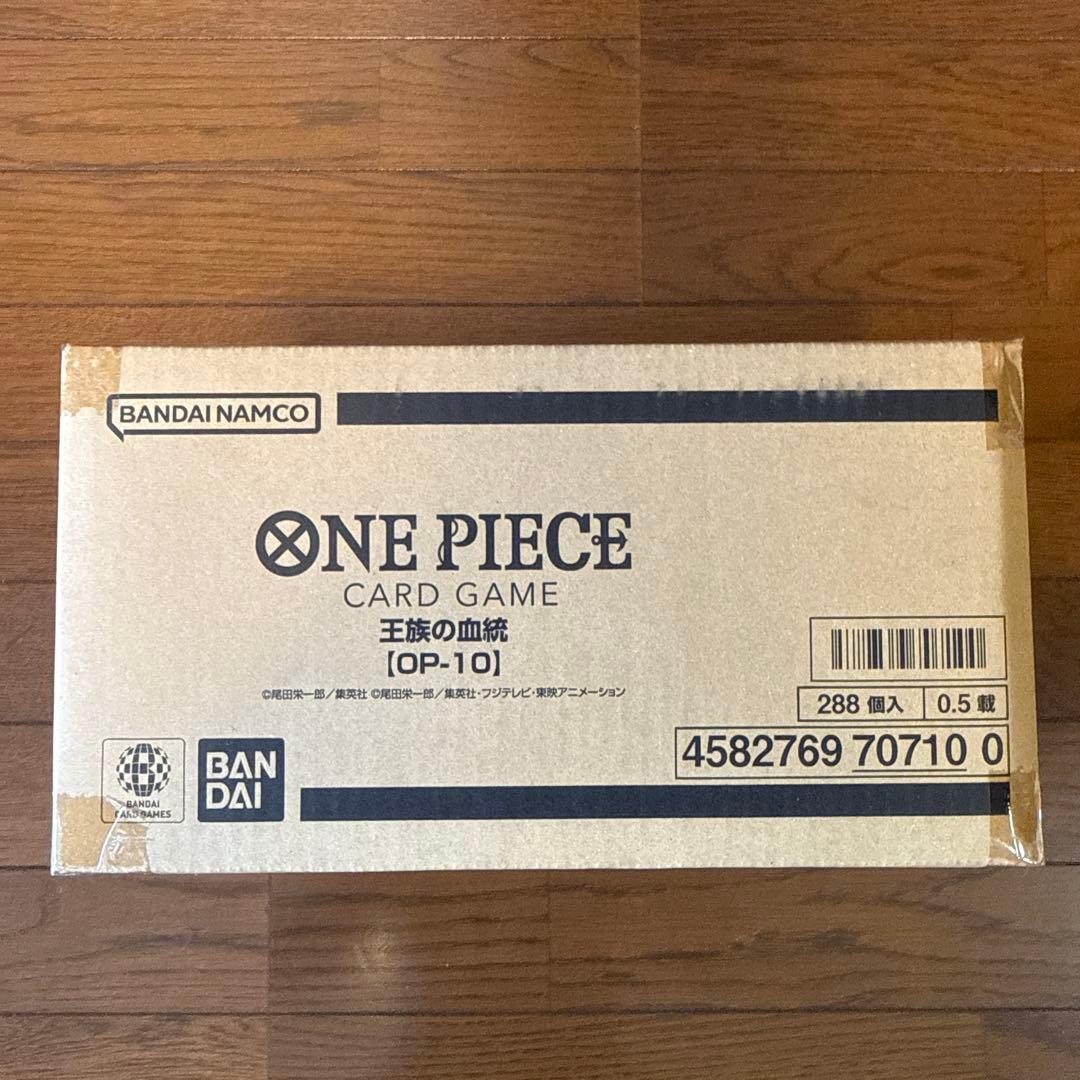 BANDAI NAMCO
ONE PIECE
CARD GAME
王族の血統
【OP-10】
©尾田栄一郎／集英社 ©尾田栄一郎／集英社・フジテレビ・東映アニメーション
288 個入
0.5 載
4582769 70710 0
BANDAI
CARD GAMES
BAN
DAI